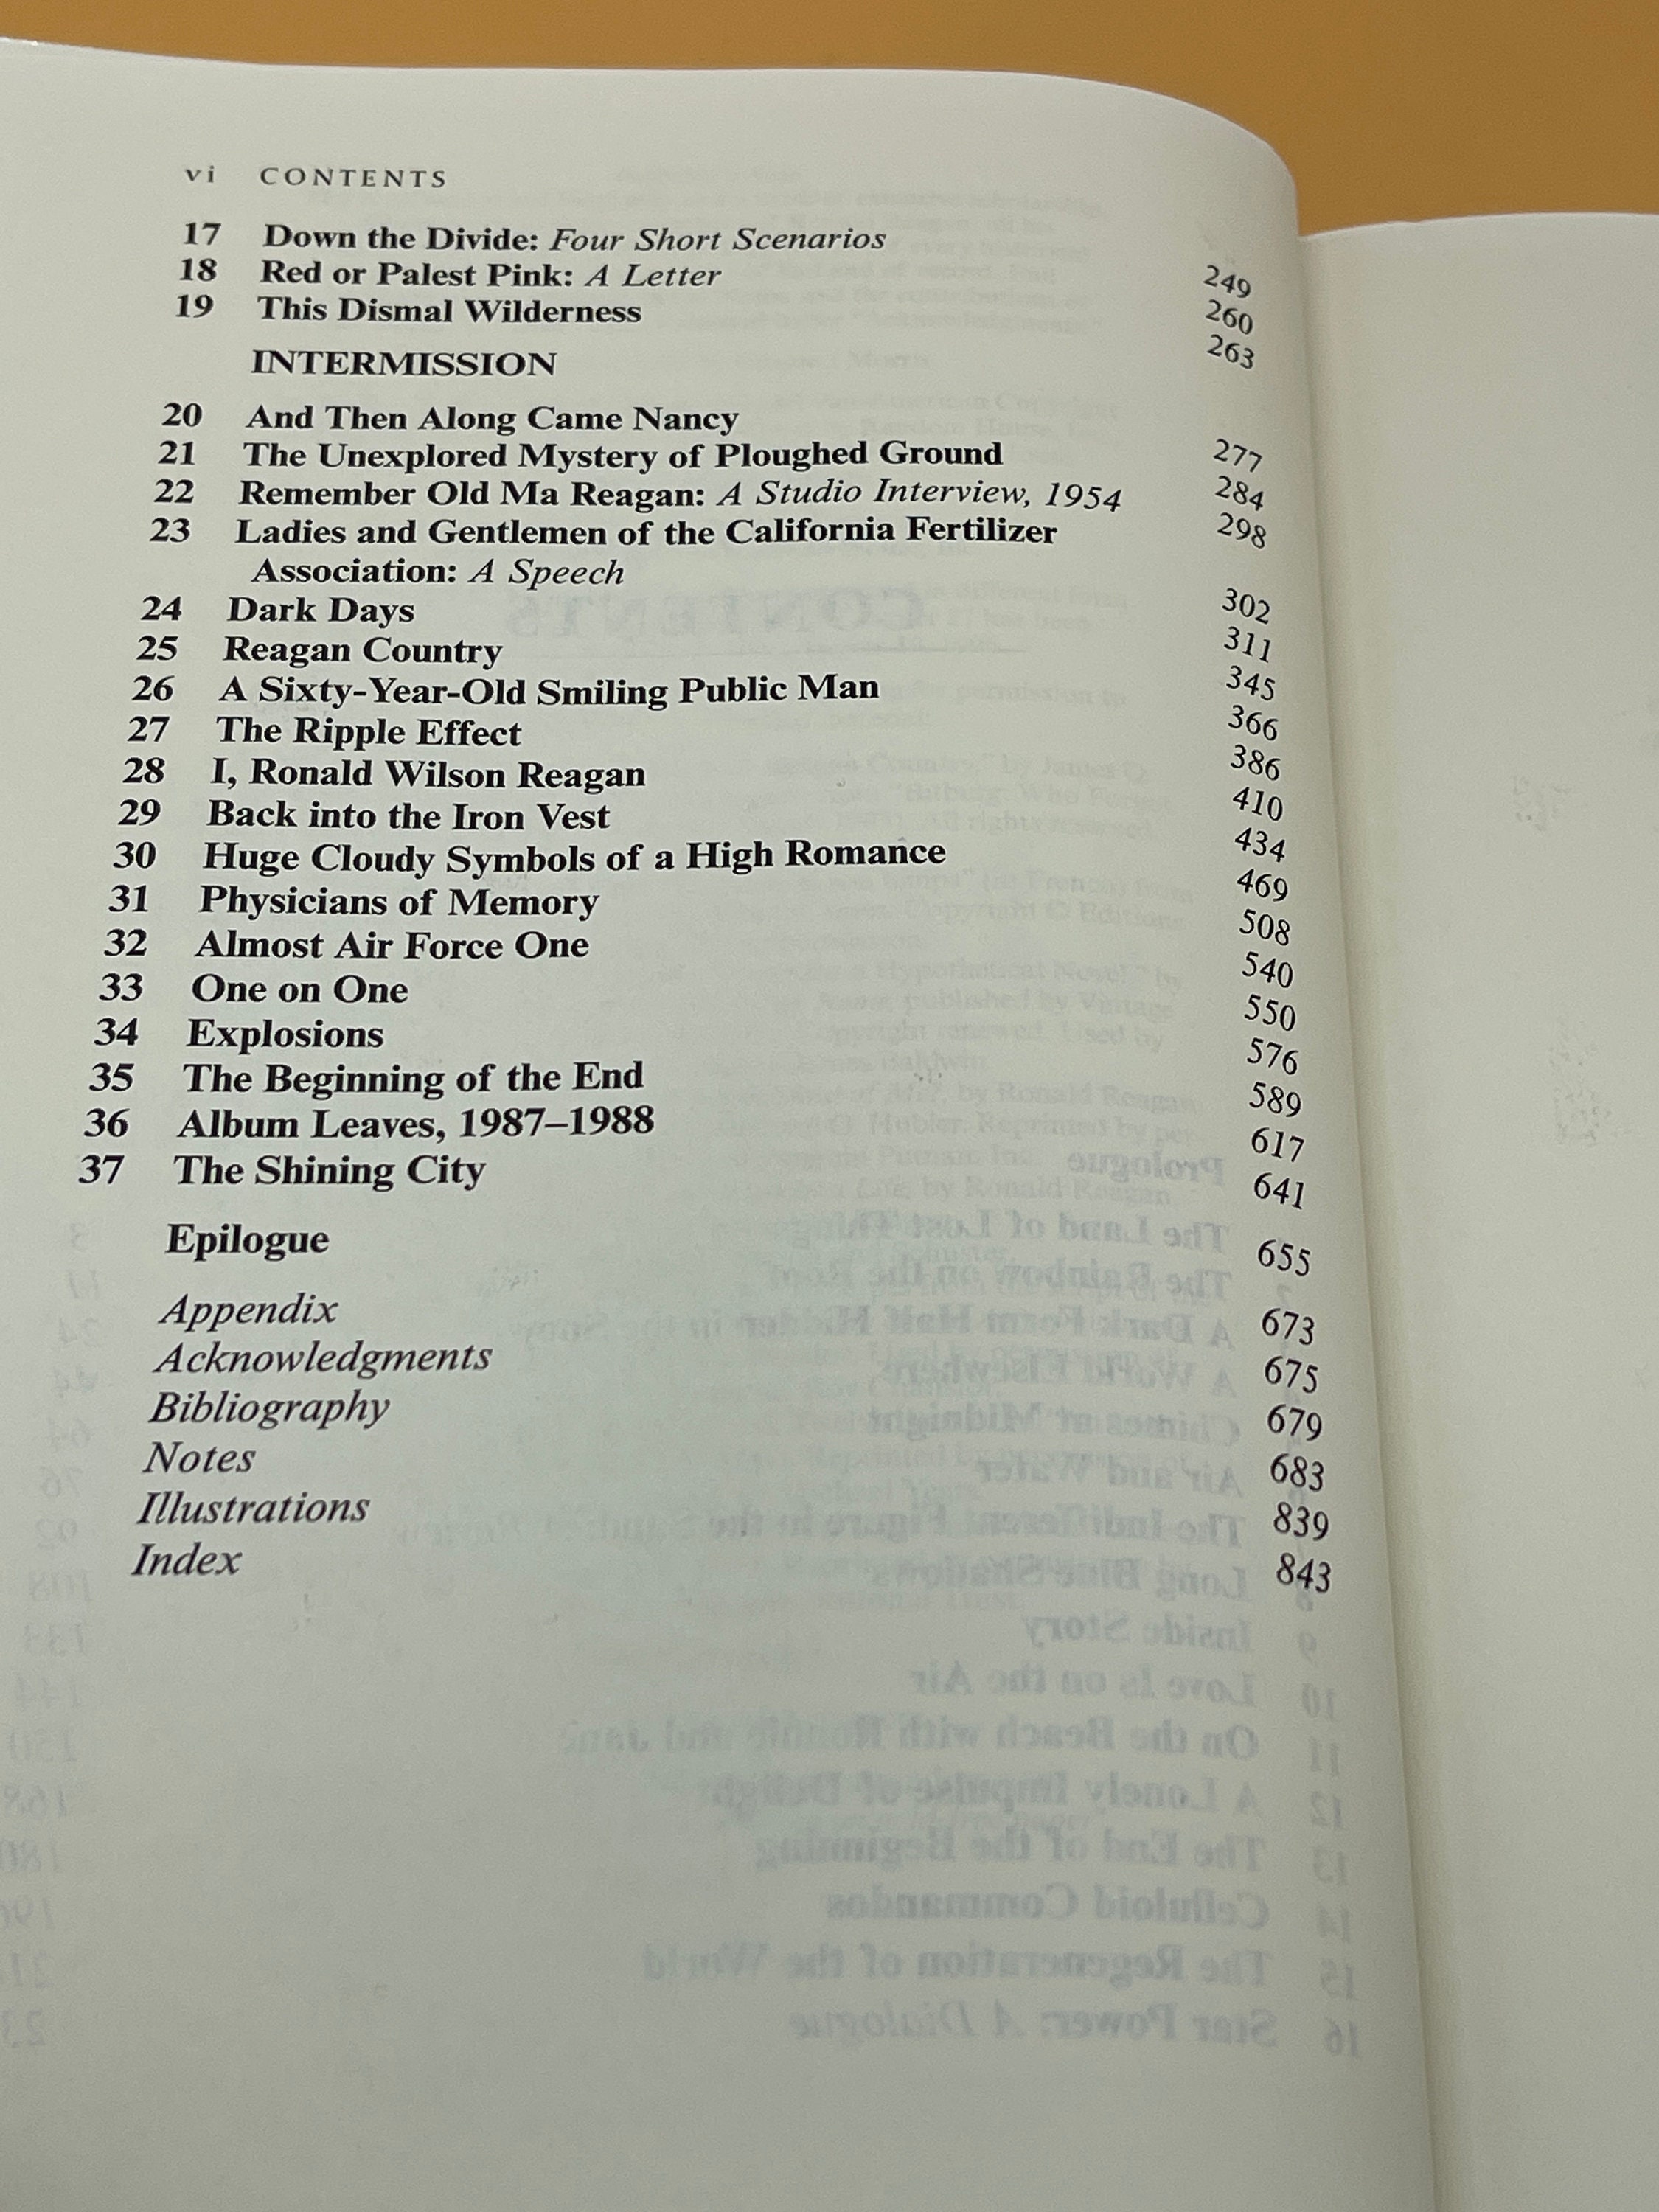 vi CONTENTS
17 Down the Divide: Four Short Scenarios 249
18 Red or Palest Pink: A Letter 260
19 This Dismal Wilderness 263
INTERMISSION
20 And Then Along Came Nancy 277
21 The Unexplored Mystery of Ploughed Ground 284
22 Remember Old Ma Reagan: A Studio Interview, 1954 298
23 Ladies and Gentlemen of the California Fertilizer
Association: A Speech 302
24 Dark Days 311
25 Reagan Country 345
26 A Sixty-Year-Old Smiling Public Man 366
27 The Ripple Effect 386
28 I, Ronald Wilson Reagan 410
29 Back into the Iron Vest 434
30 Huge Cloudy Symbols of a High Romance 469
31 Physicians of Memory 508
32 Almost Air Force One 540
33 One on One 550
34 Explosions 576
35 The Beginning of the End 589
36 Album Leaves, 1987–1988 617
37 The Shining City 641
Epilogue 655
Appendix 673
Acknowledgments 675
Bibliography 679
Notes 683
Illustrations 839
Index 843